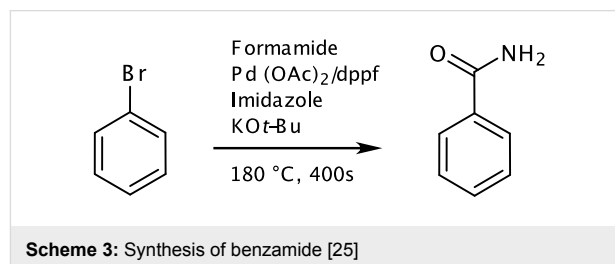 Br
Formamide
Pd (OAc)2/dppf
Imidazole
KOt-Bu
180 °C, 400s
O
NH2
Scheme 3: Synthesis of benzamide [25]